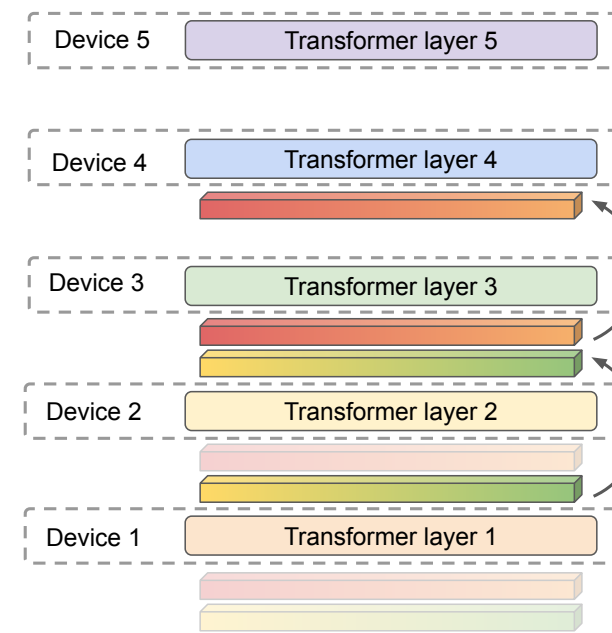 Device 5 Transformer layer 5
Device 4 Transformer layer 4
Device 3 Transformer layer 3
Device 2 Transformer layer 2
Device 1 Transformer layer 1